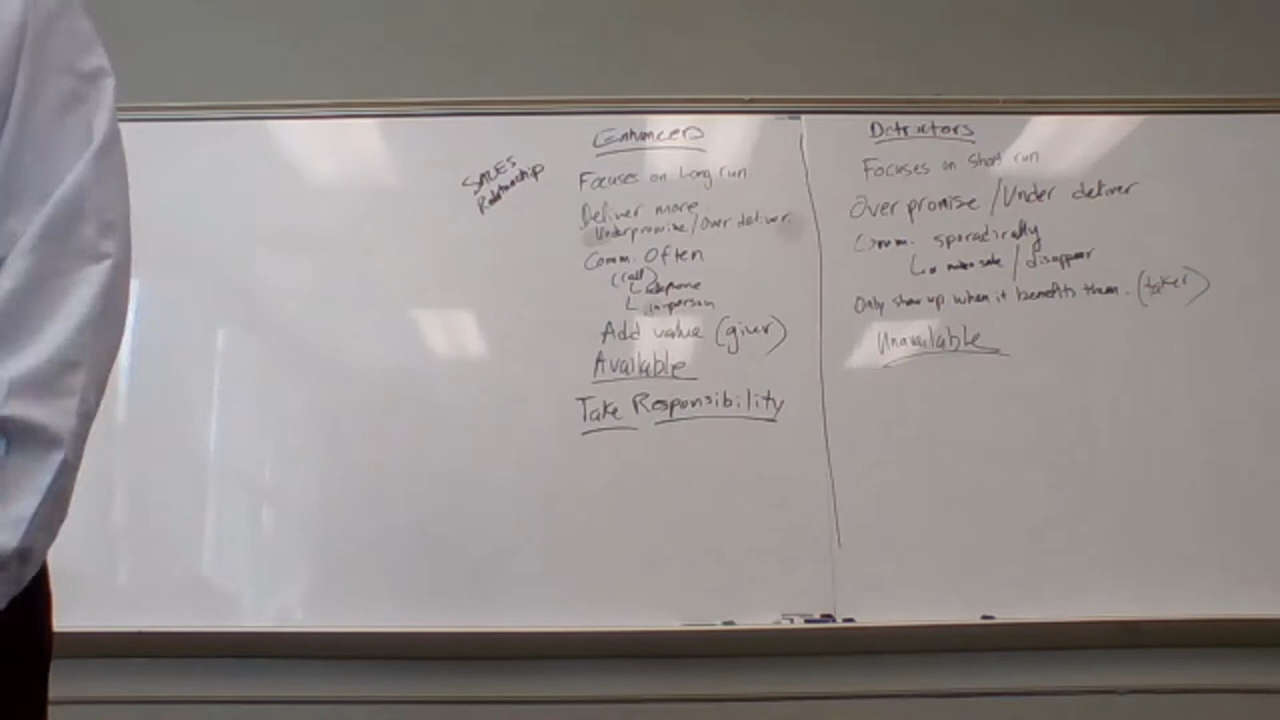 SALES
Relationship
Enhancers
Focuses on Long run
Deliver more
Underpromise/Over deliver
Comm. Often
(call)
in-person
Add value (giver)
Available
Take Responsibility
Detractors
Focuses on short run
Over promise / Under deliver
Comm. sporadically
sale / disappear
Only show up when it benefits them. (taker)
Unavailable